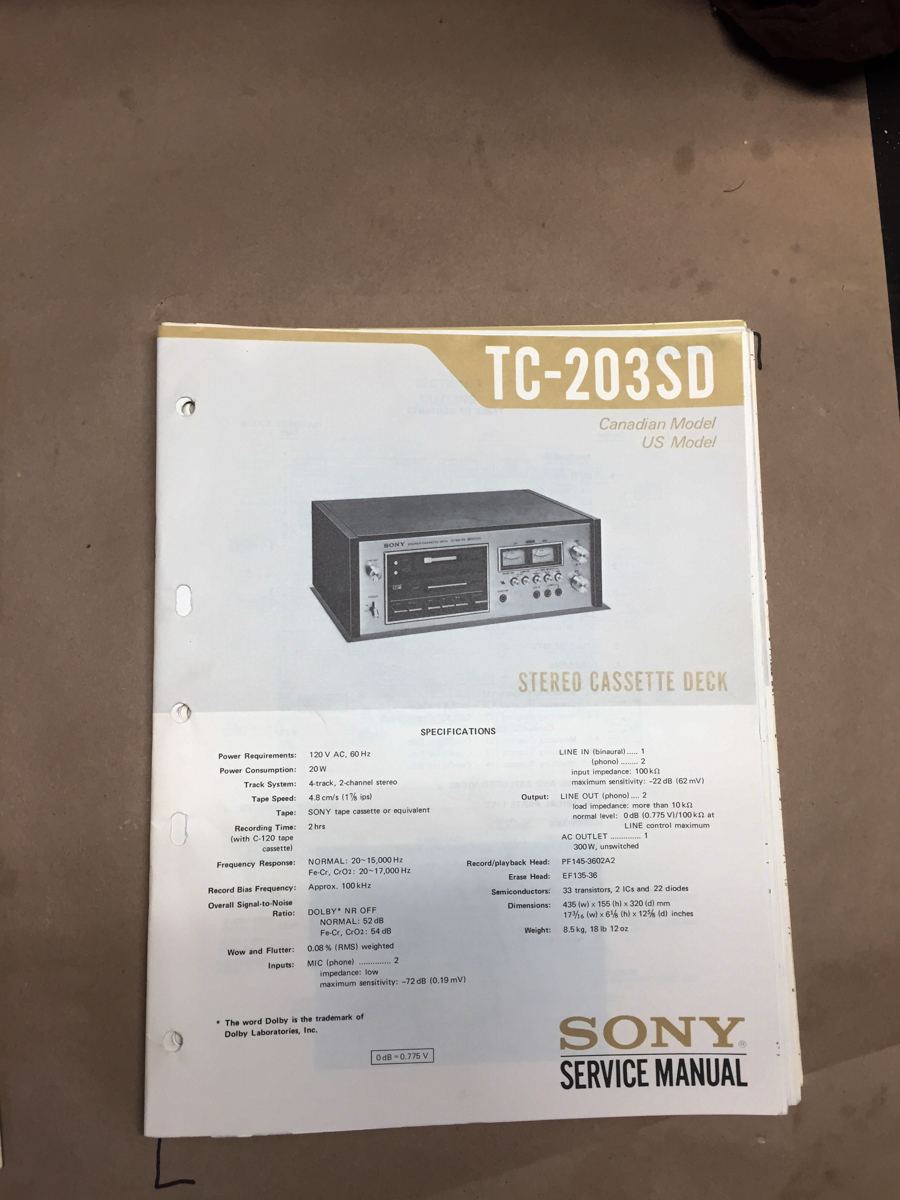 TC-203SD
Canadian Model
US Model
SONY
STEREO CASSETTE DECK
SPECIFICATIONS
Power Requirements: 120 V AC, 60 Hz
Power Consumption: 20 W
Track System: 4-track, 2-channel stereo
Tape Speed: 4.8 cm/s (1⅞ ips)
Tape: SONY tape cassette or equivalent
Recording Time: 2 hrs
(with C-120 tape
cassette)
Frequency Response: NORMAL: 20~15,000 Hz
Fe-Cr, CrO2: 20~17,000 Hz
Record Bias Frequency: Approx. 100 kHz
Overall Signal-to-Noise
Ratio: DOLBY* NR OFF
NORMAL: 52 dB
Fe-Cr, CrO2: 54 dB
Wow and Flutter: 0.08 % (RMS) weighted
Inputs: MIC (phone) .............. 2
impedance: low
maximum sensitivity: −72 dB (0.19 mV)
LINE IN (binaural) ..... 1
(phono) ........ 2
input impedance: 100 kΩ
maximum sensitivity: −22 dB (62 mV)
Output: LINE OUT (phono) .... 2
load impedance: more than 10 kΩ
normal level: 0 dB (0.775 V)/100 kΩ at
LINE control maximum
AC OUTLET .............. 1
300 W, unswitched
Record/playback Head: PF145-3602A2
Erase Head: EF135-36
Semiconductors: 33 transistors, 2 ICs and 22 diodes
Dimensions: 435 (w) x 155 (h) x 320 (d) mm
17 3/16 (w) x 6⅛ (h) x 12⅝ (d) inches
Weight: 8.5 kg, 18 lb 12 oz
* The word Dolby is the trademark of
Dolby Laboratories, Inc.
0 dB = 0.775 V
SONY®
SERVICE MANUAL